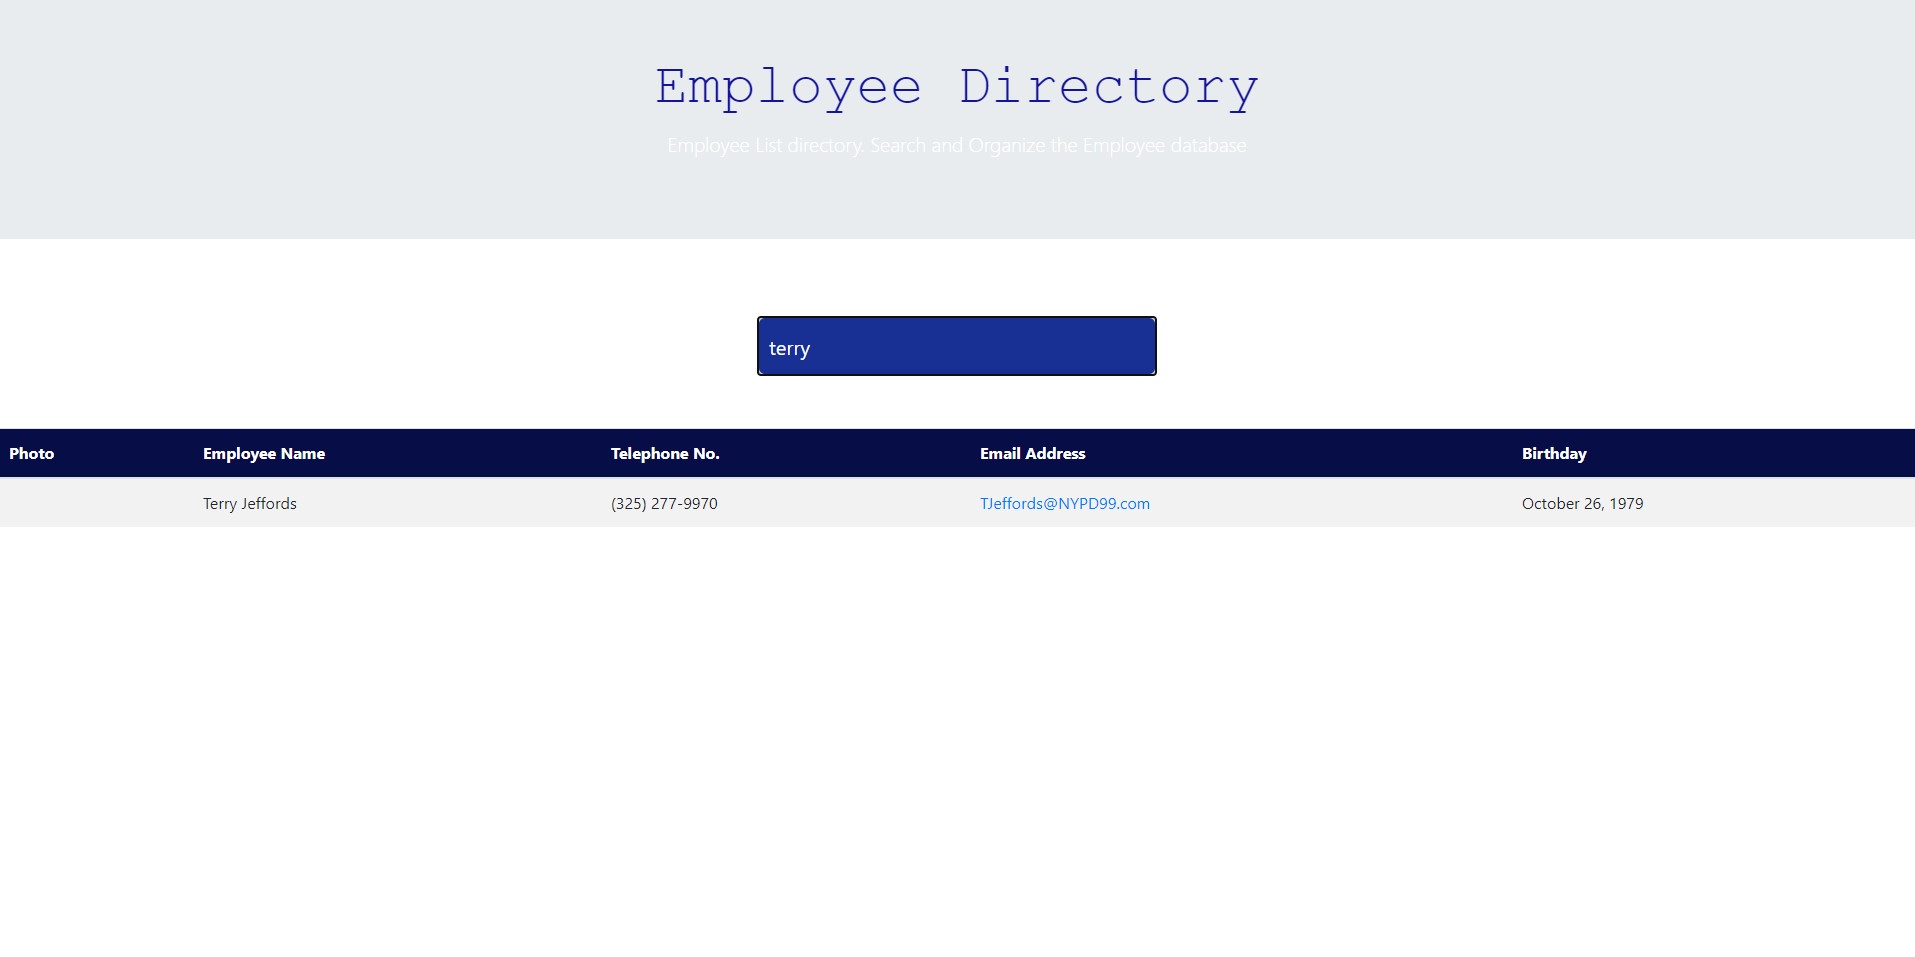 Employee Directory
Employee List directory. Search and Organize the Employee database
terry
Photo Employee Name Telephone No. Email Address Birthday
Terry Jeffords (325) 277-9970 TJeffords@NYPD99.com October 26, 1979